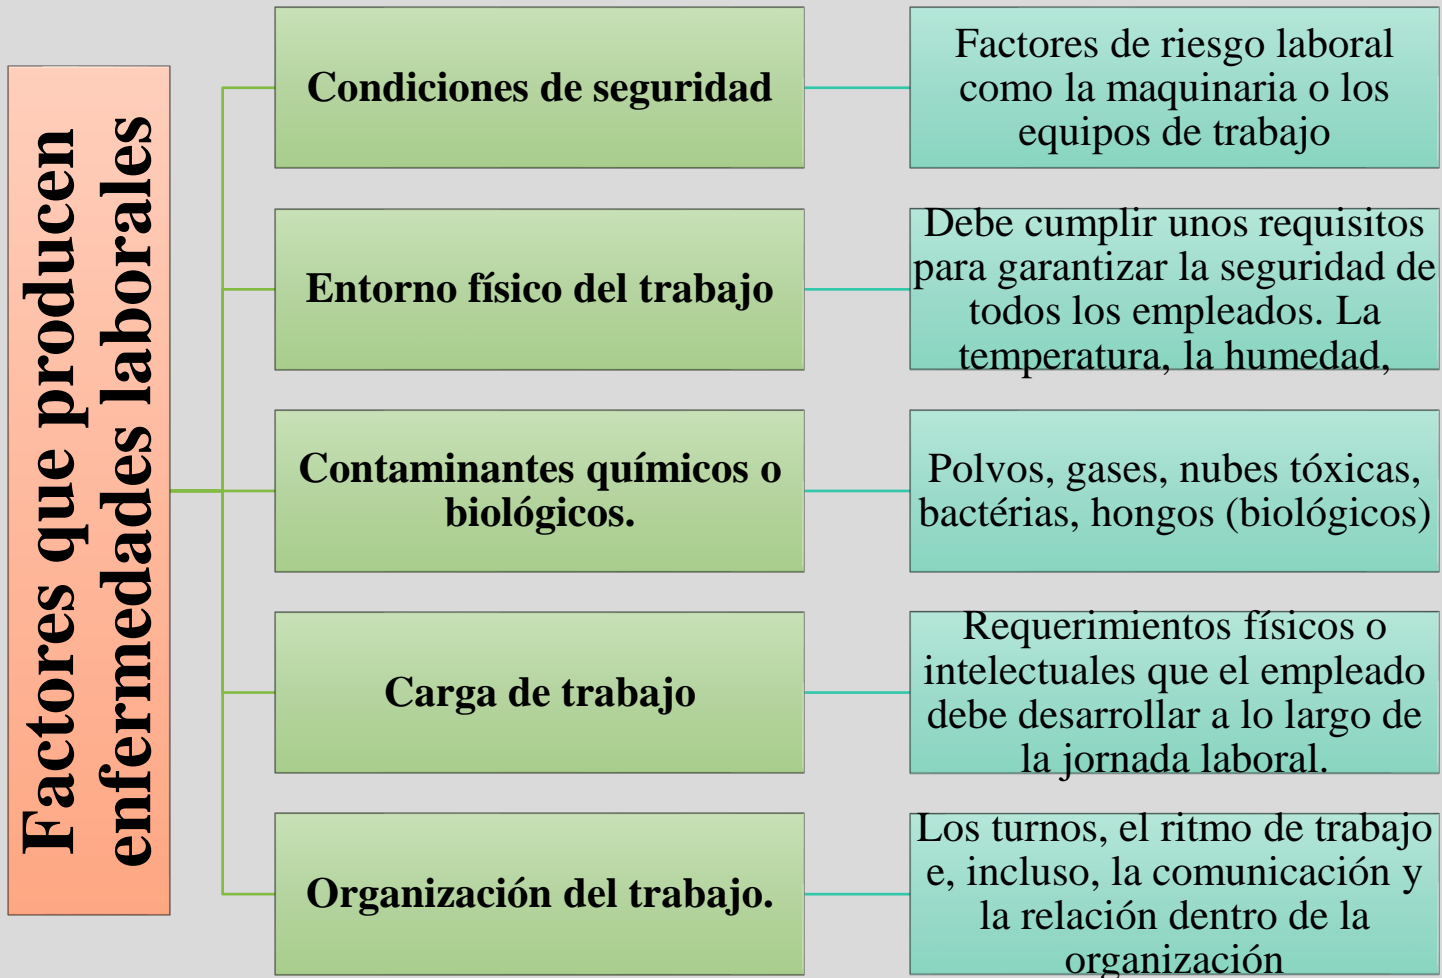 Factores que producen
enfermedades laborales
Condiciones de seguridad
Factores de riesgo laboral
como la maquinaria o los
equipos de trabajo
Entorno físico del trabajo
Debe cumplir unos requisitos
para garantizar la seguridad de
todos los empleados. La
temperatura, la humedad,
Contaminantes químicos o
biológicos.
Polvos, gases, nubes tóxicas,
bactérias, hongos (biológicos)
Carga de trabajo
Requerimientos físicos o
intelectuales que el empleado
debe desarrollar a lo largo de
la jornada laboral.
Organización del trabajo.
Los turnos, el ritmo de trabajo
e, incluso, la comunicación y
la relación dentro de la
organización